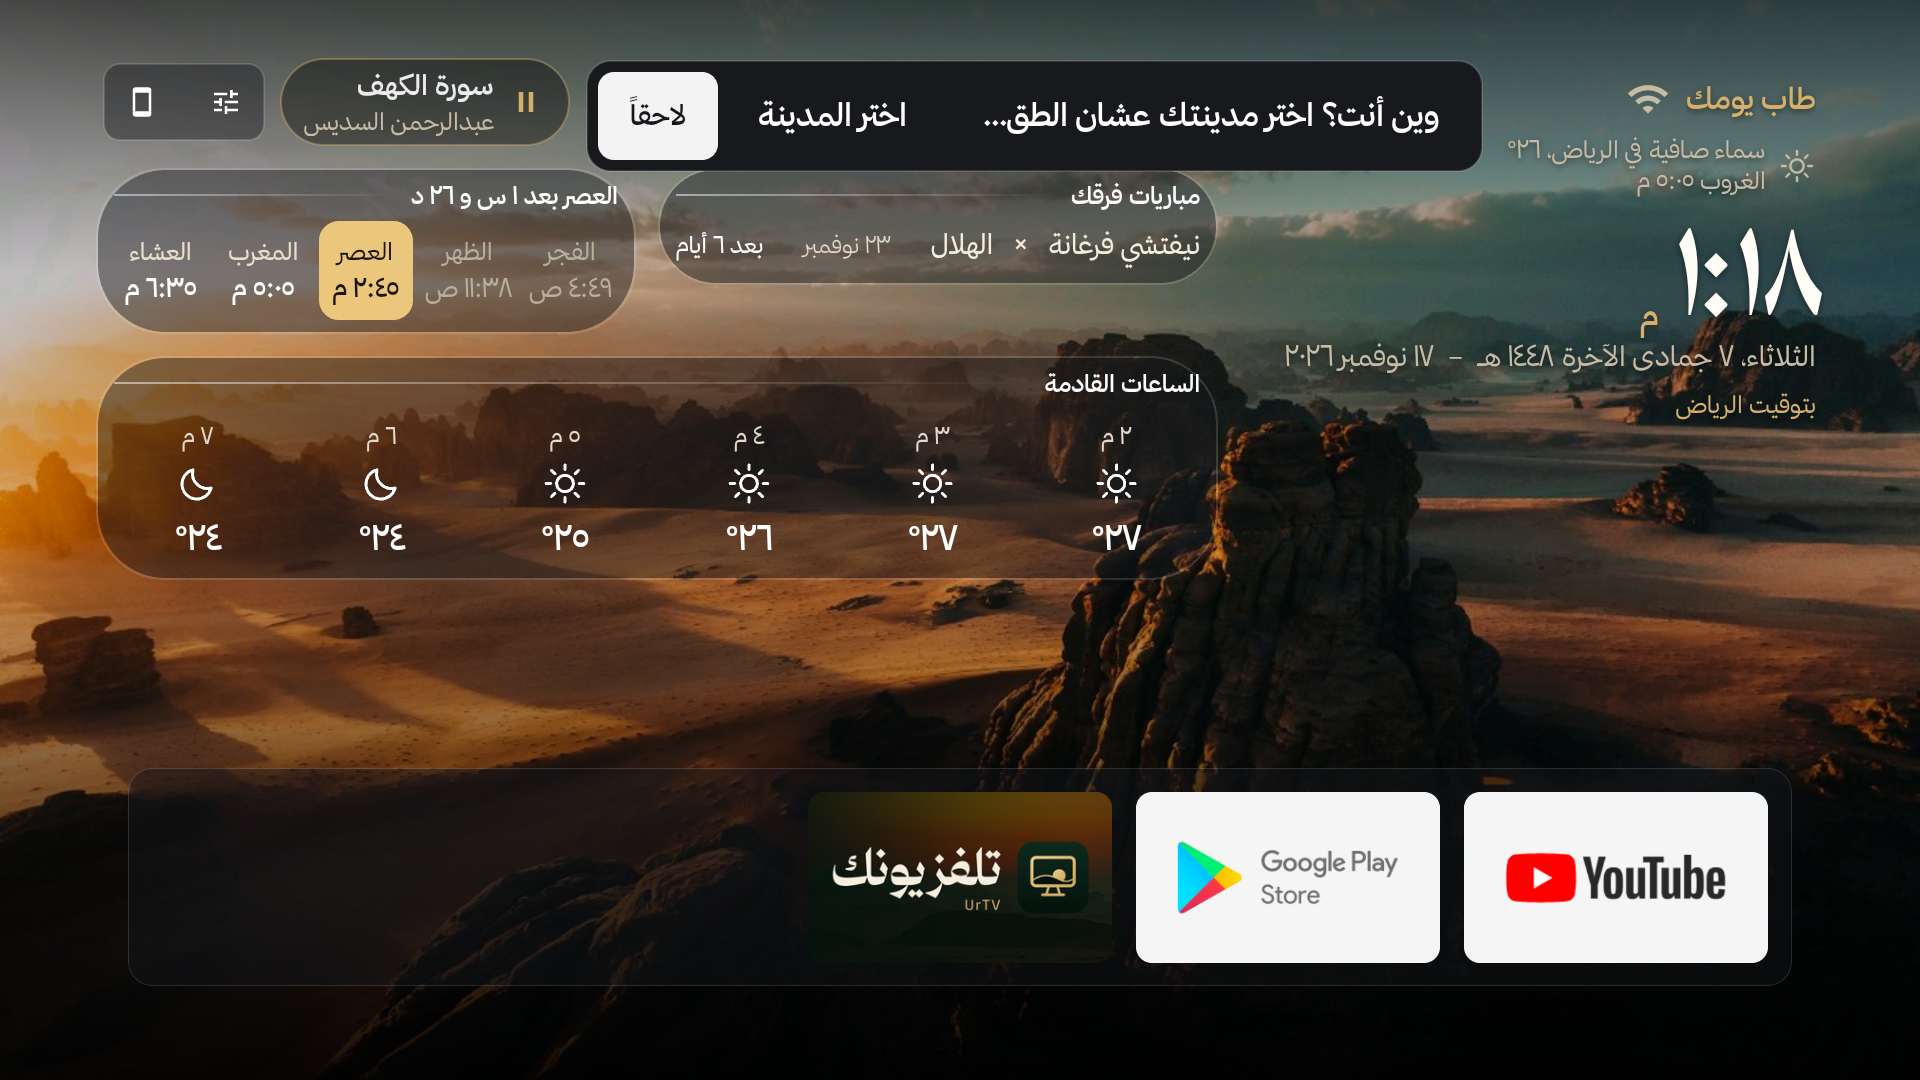 طاب يومك
سماء صافية في الرياض، ٢٦°
الغروب ٥:٠٥ م
١:١٨ م
الثلاثاء، ٧ جمادى الآخرة ١٤٤٨ هـ – ١٧ نوفمبر ٢٠٢٦
بتوقيت الرياض
وين أنت؟ اختر مدينتك عشان الطق...
اختر المدينة
لاحقاً
سورة الكهف
عبدالرحمن السديس
مباريات فرقك
نيفتشي فرغانة × الهلال ٢٣ نوفمبر بعد ٦ أيام
العصر بعد ١ س و ٢٦ د
الفجر الظهر العصر المغرب العشاء
٤:٤٩ ص ١١:٣٨ ص ٢:٤٥ م ٥:٠٥ م ٦:٣٥ م
الساعات القادمة
٢ م ٣ م ٤ م ٥ م ٦ م ٧ م
٢٧° ٢٧° ٢٦° ٢٥° ٢٤° ٢٤°
YouTube
Google Play
Store
تلفزيونك
UrTV